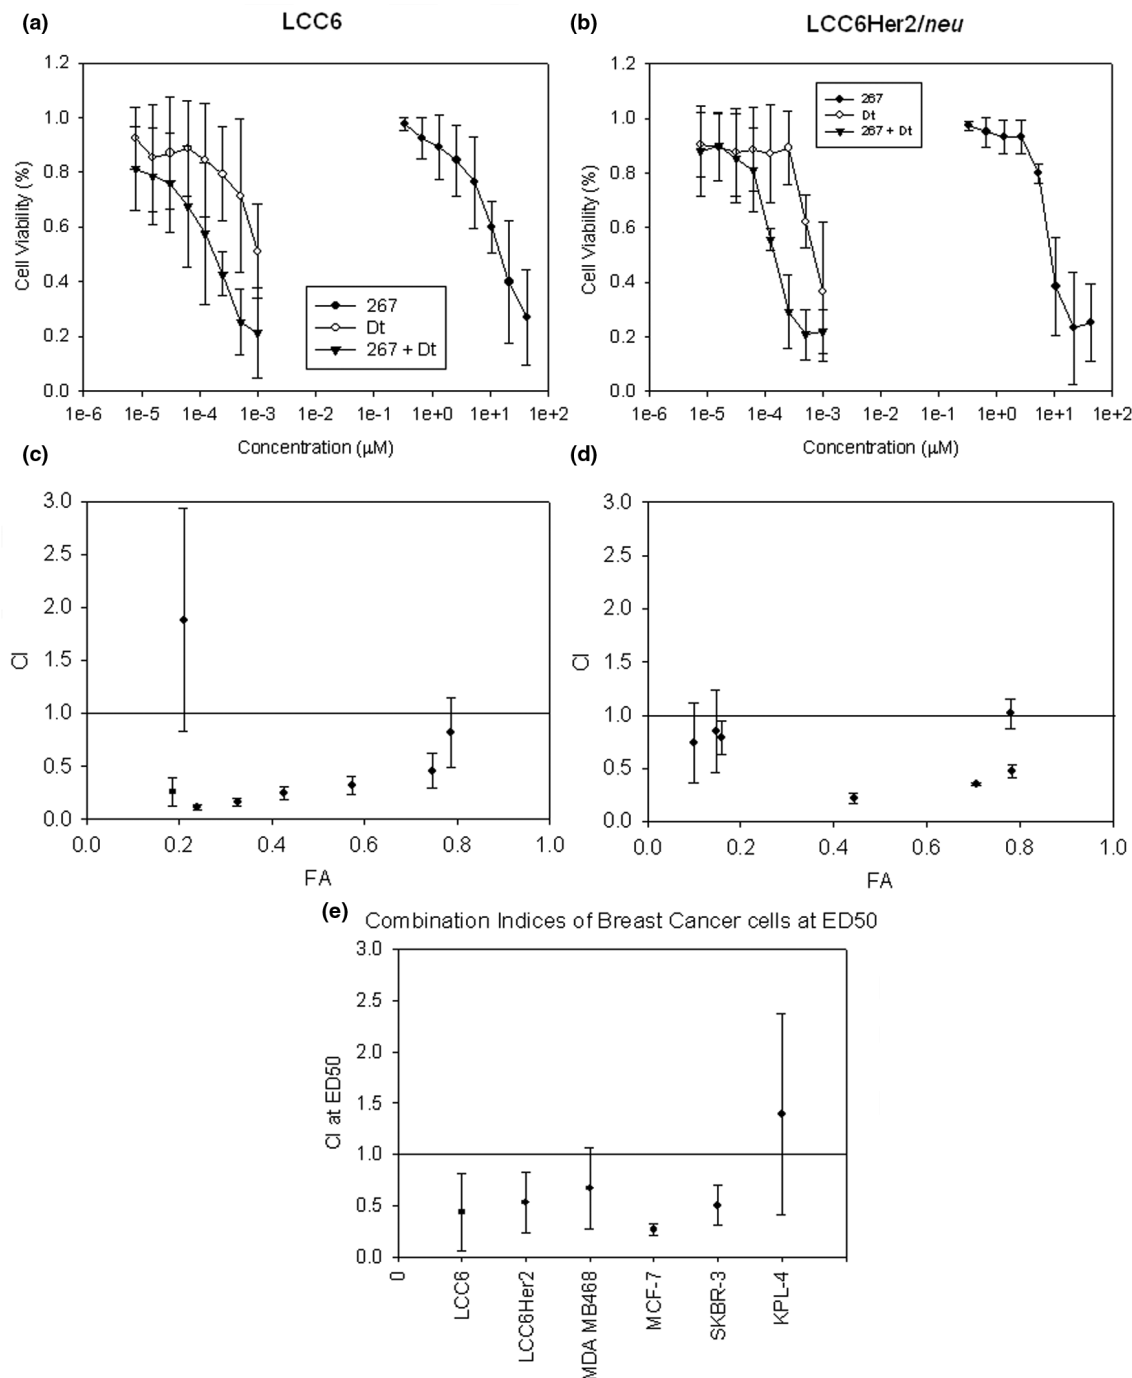 (a)
LCC6
1.2
1.0
0.8
0.6
0.4
0.2
0.0
Cell Viability (%)
267
Dt
267 + Dt
1e-6 1e-5 1e-4 1e-3 1e-2 1e-1 1e+0 1e+1 1e+2
Concentration (µM)
(b)
LCC6Her2/neu
1.2
1.0
0.8
0.6
0.4
0.2
0.0
Cell Viability (%)
267
Dt
267 + Dt
1e-6 1e-5 1e-4 1e-3 1e-2 1e-1 1e+0 1e+1 1e+2
Concentration (µM)
(c)
3.0
2.5
2.0
1.5
1.0
0.5
0.0
CI
0.0 0.2 0.4 0.6 0.8 1.0
FA
(d)
3.0
2.5
2.0
1.5
1.0
0.5
0.0
CI
0.0 0.2 0.4 0.6 0.8 1.0
FA
(e)
Combination Indices of Breast Cancer cells at ED50
3.0
2.5
2.0
1.5
1.0
0.5
0.0
CI at ED50
0
LCC6
LCC6Her2
MDA MB468
MCF-7
SKBR-3
KPL-4